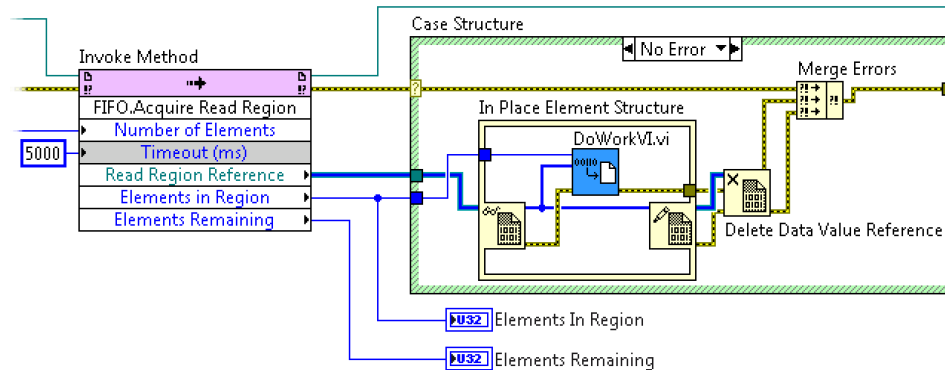 Case Structure
No Error
Invoke Method
Merge Errors
FIFO.Acquire Read Region
In Place Element Structure
Number of Elements
DoWorkVI.vi
5000
Timeout (ms)
Read Region Reference
Elements in Region
Elements Remaining
Delete Data Value Reference
U32 Elements In Region
U32 Elements Remaining